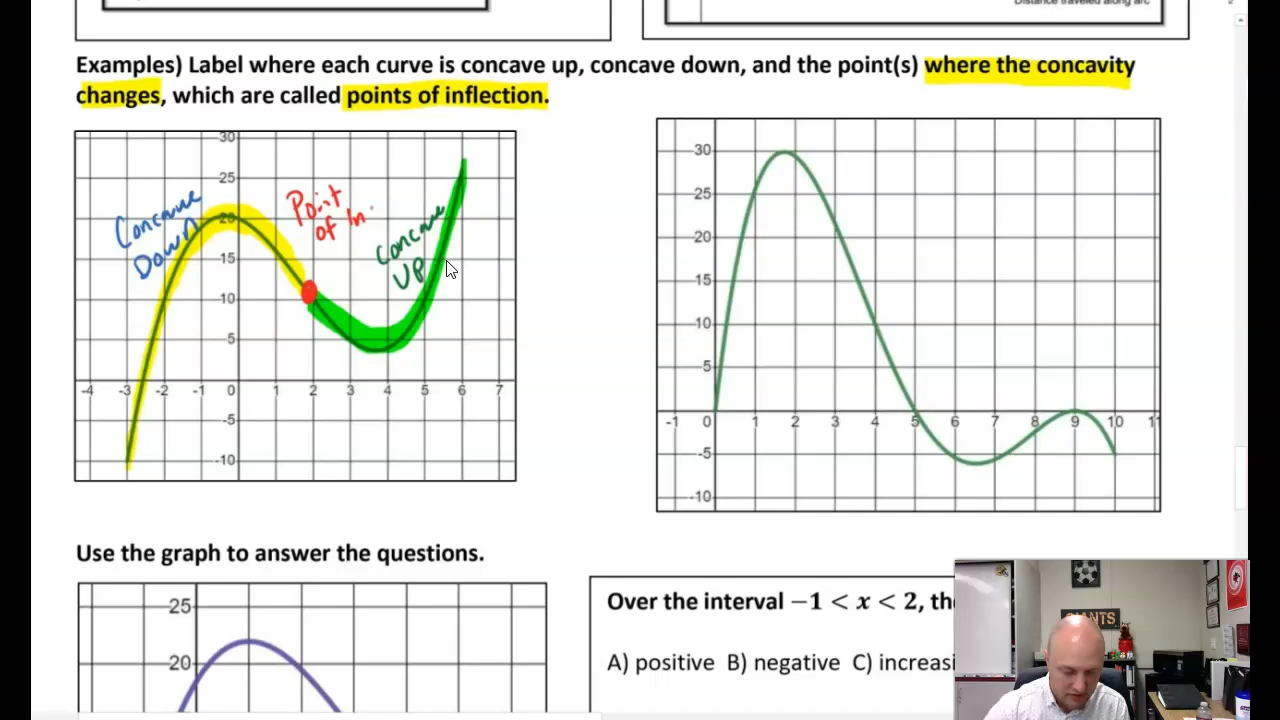 Distance traveled along arc
Examples) Label where each curve is concave up, concave down, and the point(s) where the concavity
changes, which are called points of inflection.
30
25
20
15
10
5
-4 -3 -2 -1 0 1 2 3 4 5 6 7
-5
-10
Concave
Down
Point
of In
Concave
UP
30
25
20
15
10
5
-1 0 1 2 3 4 5 6 7 8 9 10 11
-5
-10
Use the graph to answer the questions.
25
20
Over the interval −1 < x < 2, th
A) positive B) negative C) increasi
GIANTS